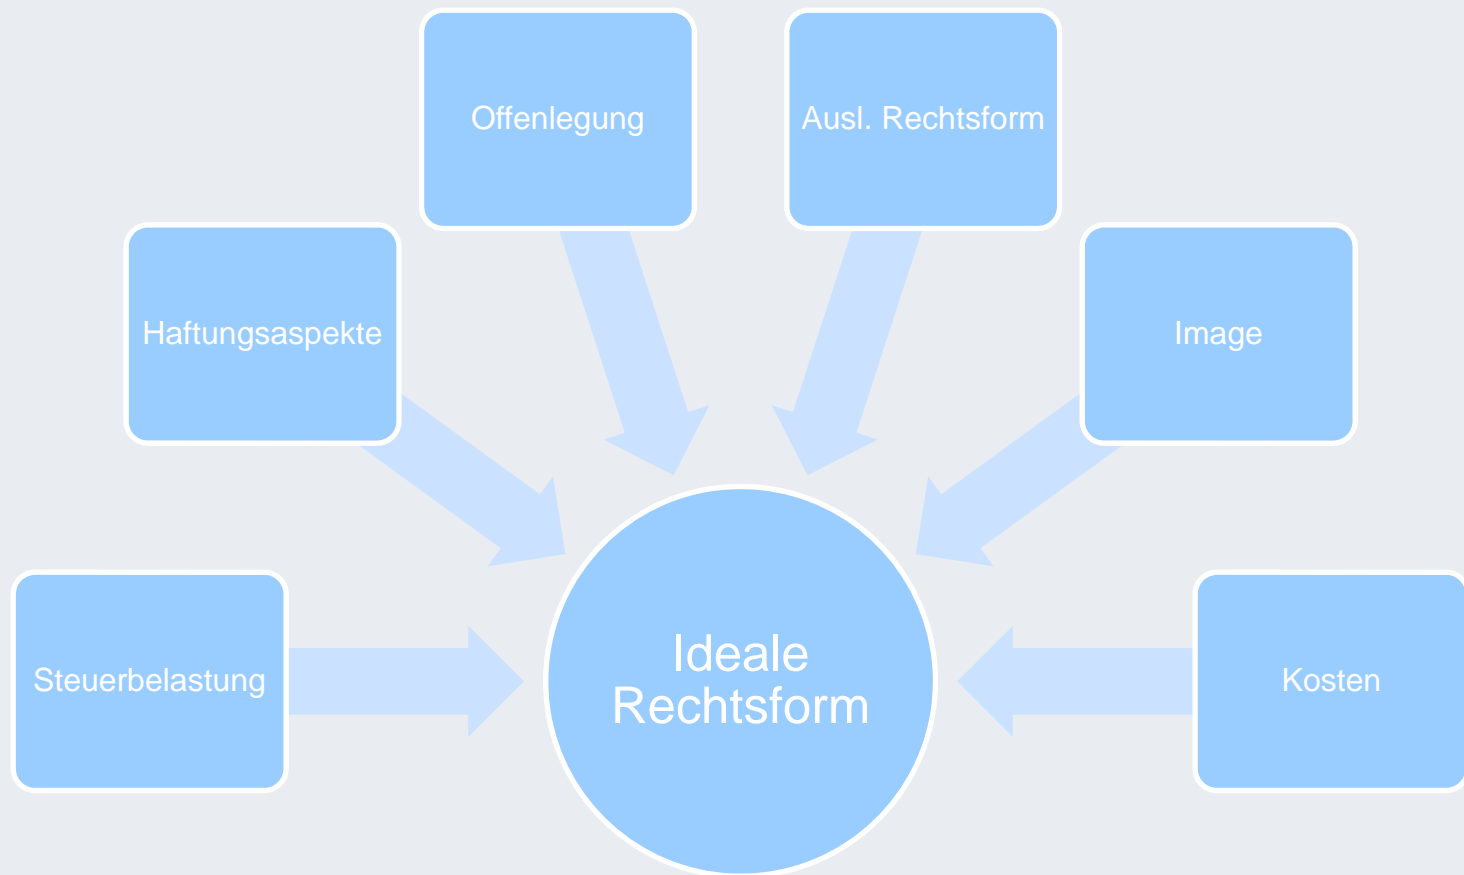 Offenlegung
Ausl. Rechtsform
Haftungsaspekte
Image
Ideale
Rechtsform
Steuerbelastung
Kosten